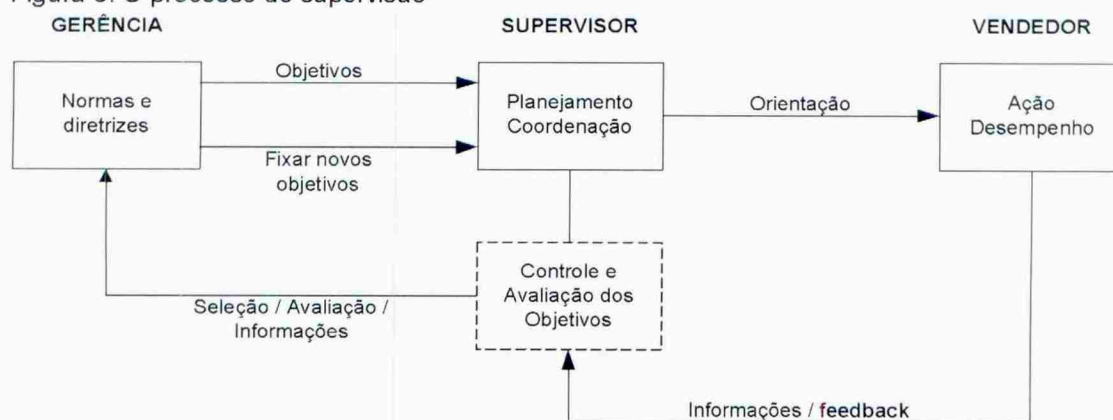 GERÊNCIA
SUPERVISOR
VENDEDOR
Objetivos
Normas e
diretrizes
Planejamento
Coordenação
Orientação
Ação
Desempenho
Fixar novos
objetivos
Controle e
Avaliação dos
Objetivos
Seleção / Avaliação /
Informações
Informações / feedback